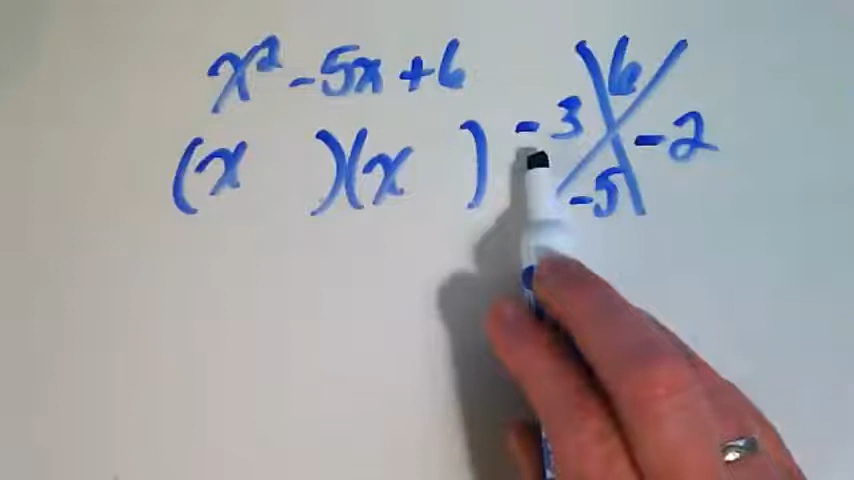 x² - 5x + 6
(x    )(x    )
6
-3 -2
-5